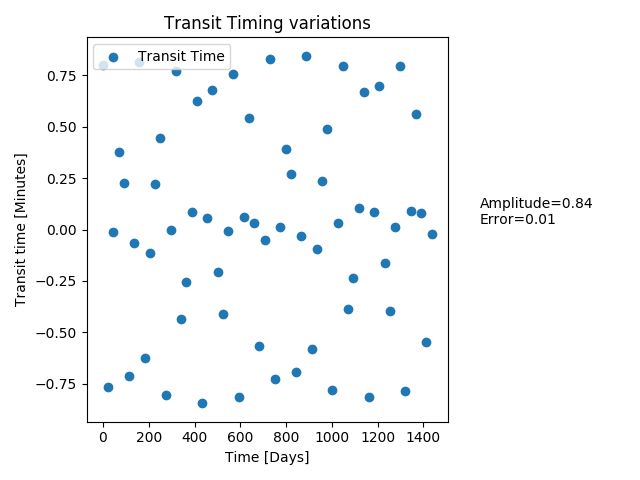 Transit Timing variations
Transit Time
Transit time [Minutes]
0.75
0.50
0.25
0.00
−0.25
−0.50
−0.75
0
200
400
600
800
1000
1200
1400
Time [Days]
Amplitude=0.84
Error=0.01